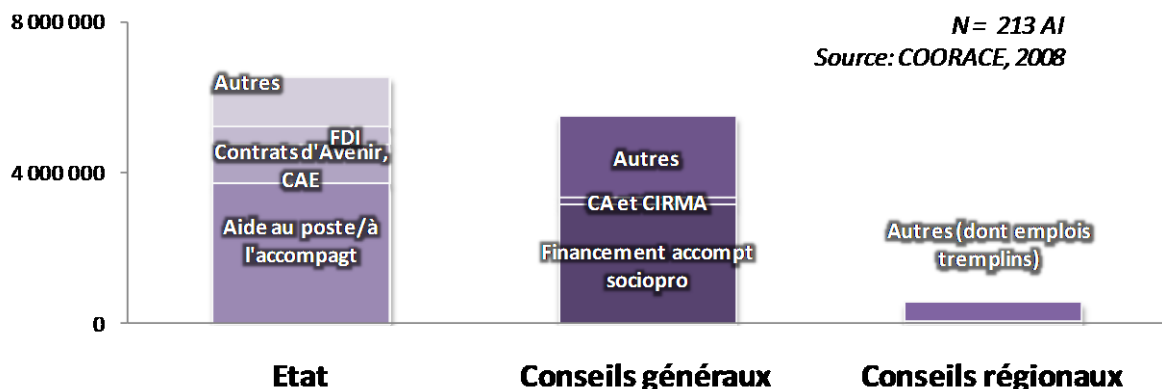 8 000 000
N = 213 AI
Source: COORACE, 2008
Autres
FDI
Contrats d'Avenir,
CAE
Aide au poste/à
l'accompagt
4 000 000
Autres
CA et CIRMA
Financement accompt
sociopro
Autres (dont emplois
tremplins)
0
Etat
Conseils généraux
Conseils régionaux